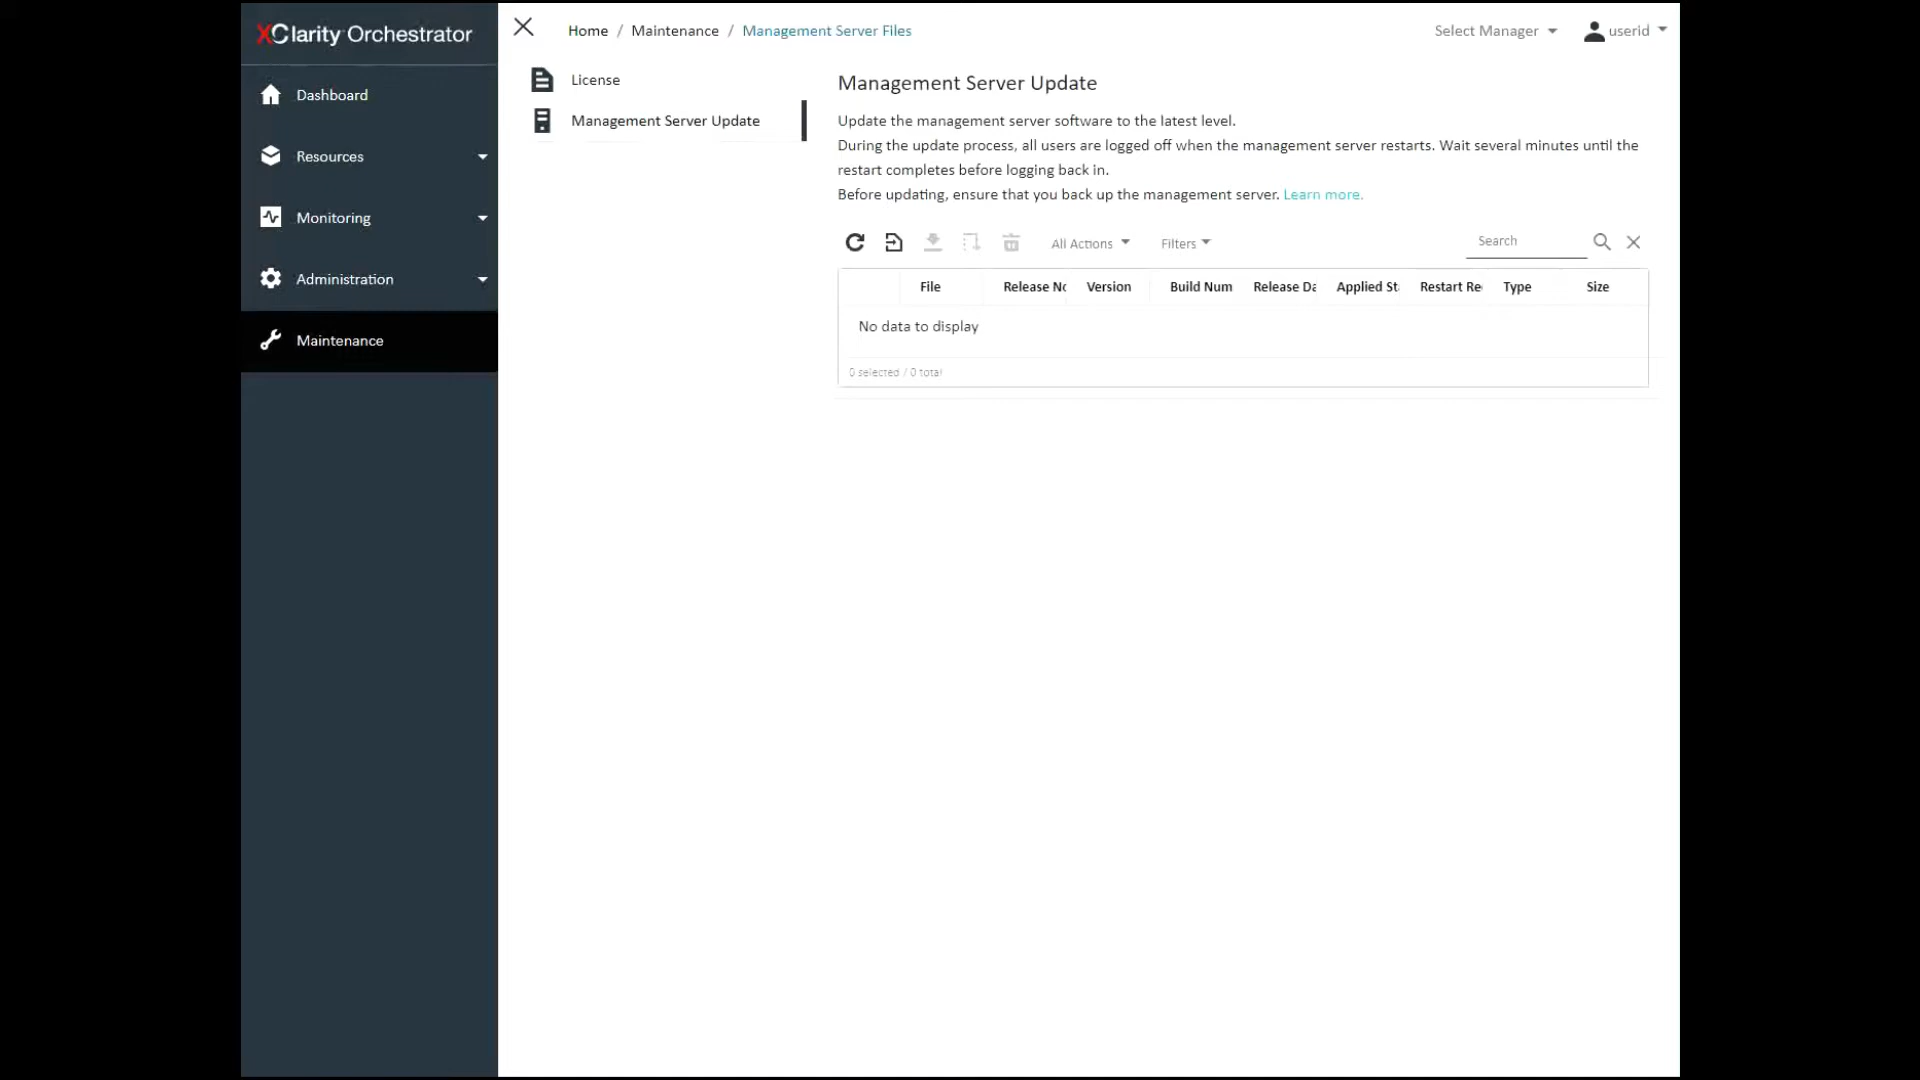 XClarity Orchestrator
Home / Maintenance / Management Server Files
Select Manager
userid
Dashboard
Resources
Monitoring
Administration
Maintenance
License
Management Server Update
Management Server Update
Update the management server software to the latest level.
During the update process, all users are logged off when the management server restarts. Wait several minutes until the
restart completes before logging back in.
Before updating, ensure that you back up the management server. Learn more.
All Actions
Filters
Search
File Release No Version Build Num Release Da Applied St Restart Re Type Size
No data to display
0 selected / 0 total